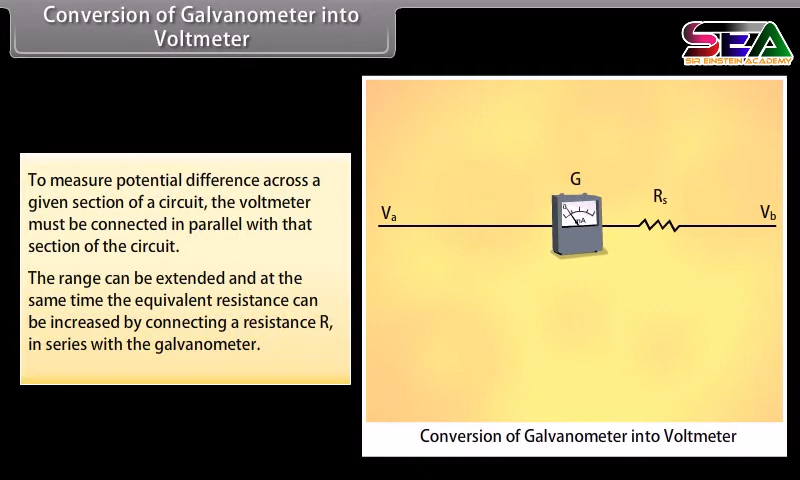 Conversion of Galvanometer into
Voltmeter
SEA
SIR EINSTEIN ACADEMY
To measure potential difference across a
given section of a circuit, the voltmeter
must be connected in parallel with that
section of the circuit.
The range can be extended and at the
same time the equivalent resistance can
be increased by connecting a resistance R,
in series with the galvanometer.
G
Rs
Va
Vb
0
mA
Conversion of Galvanometer into Voltmeter